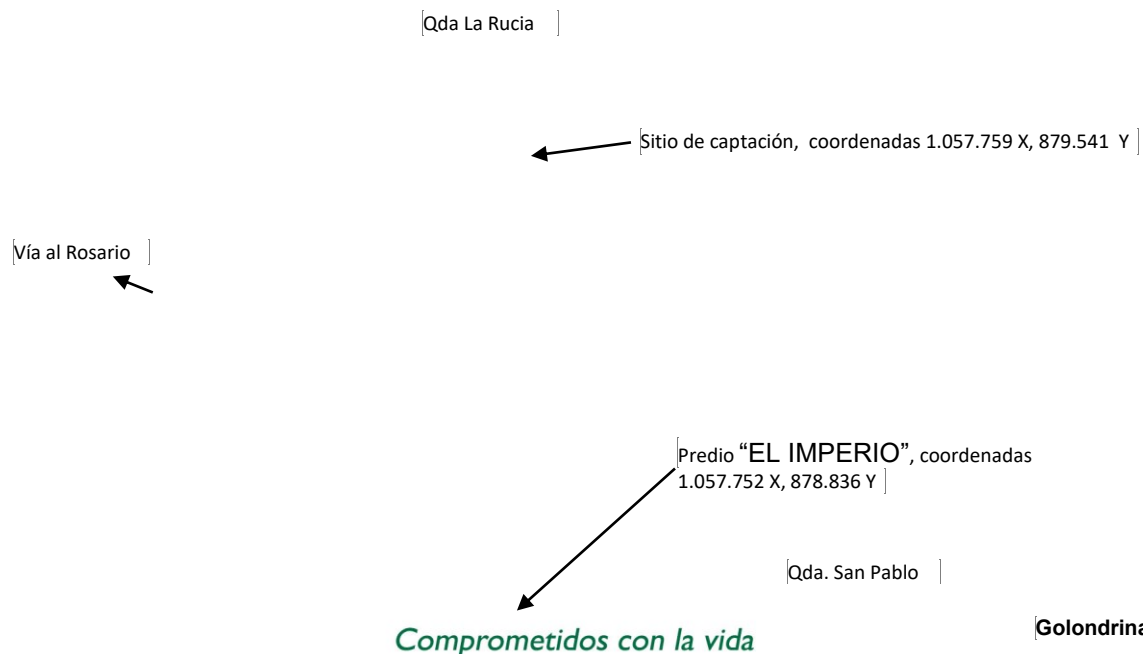 Qda La Rucia
Sitio de captación, coordenadas 1.057.759 X, 879.541 Y
Vía al Rosario
Predio “EL IMPERIO”, coordenadas
1.057.752 X, 878.836 Y
Qda. San Pablo
Golondrina
Comprometidos con la vida